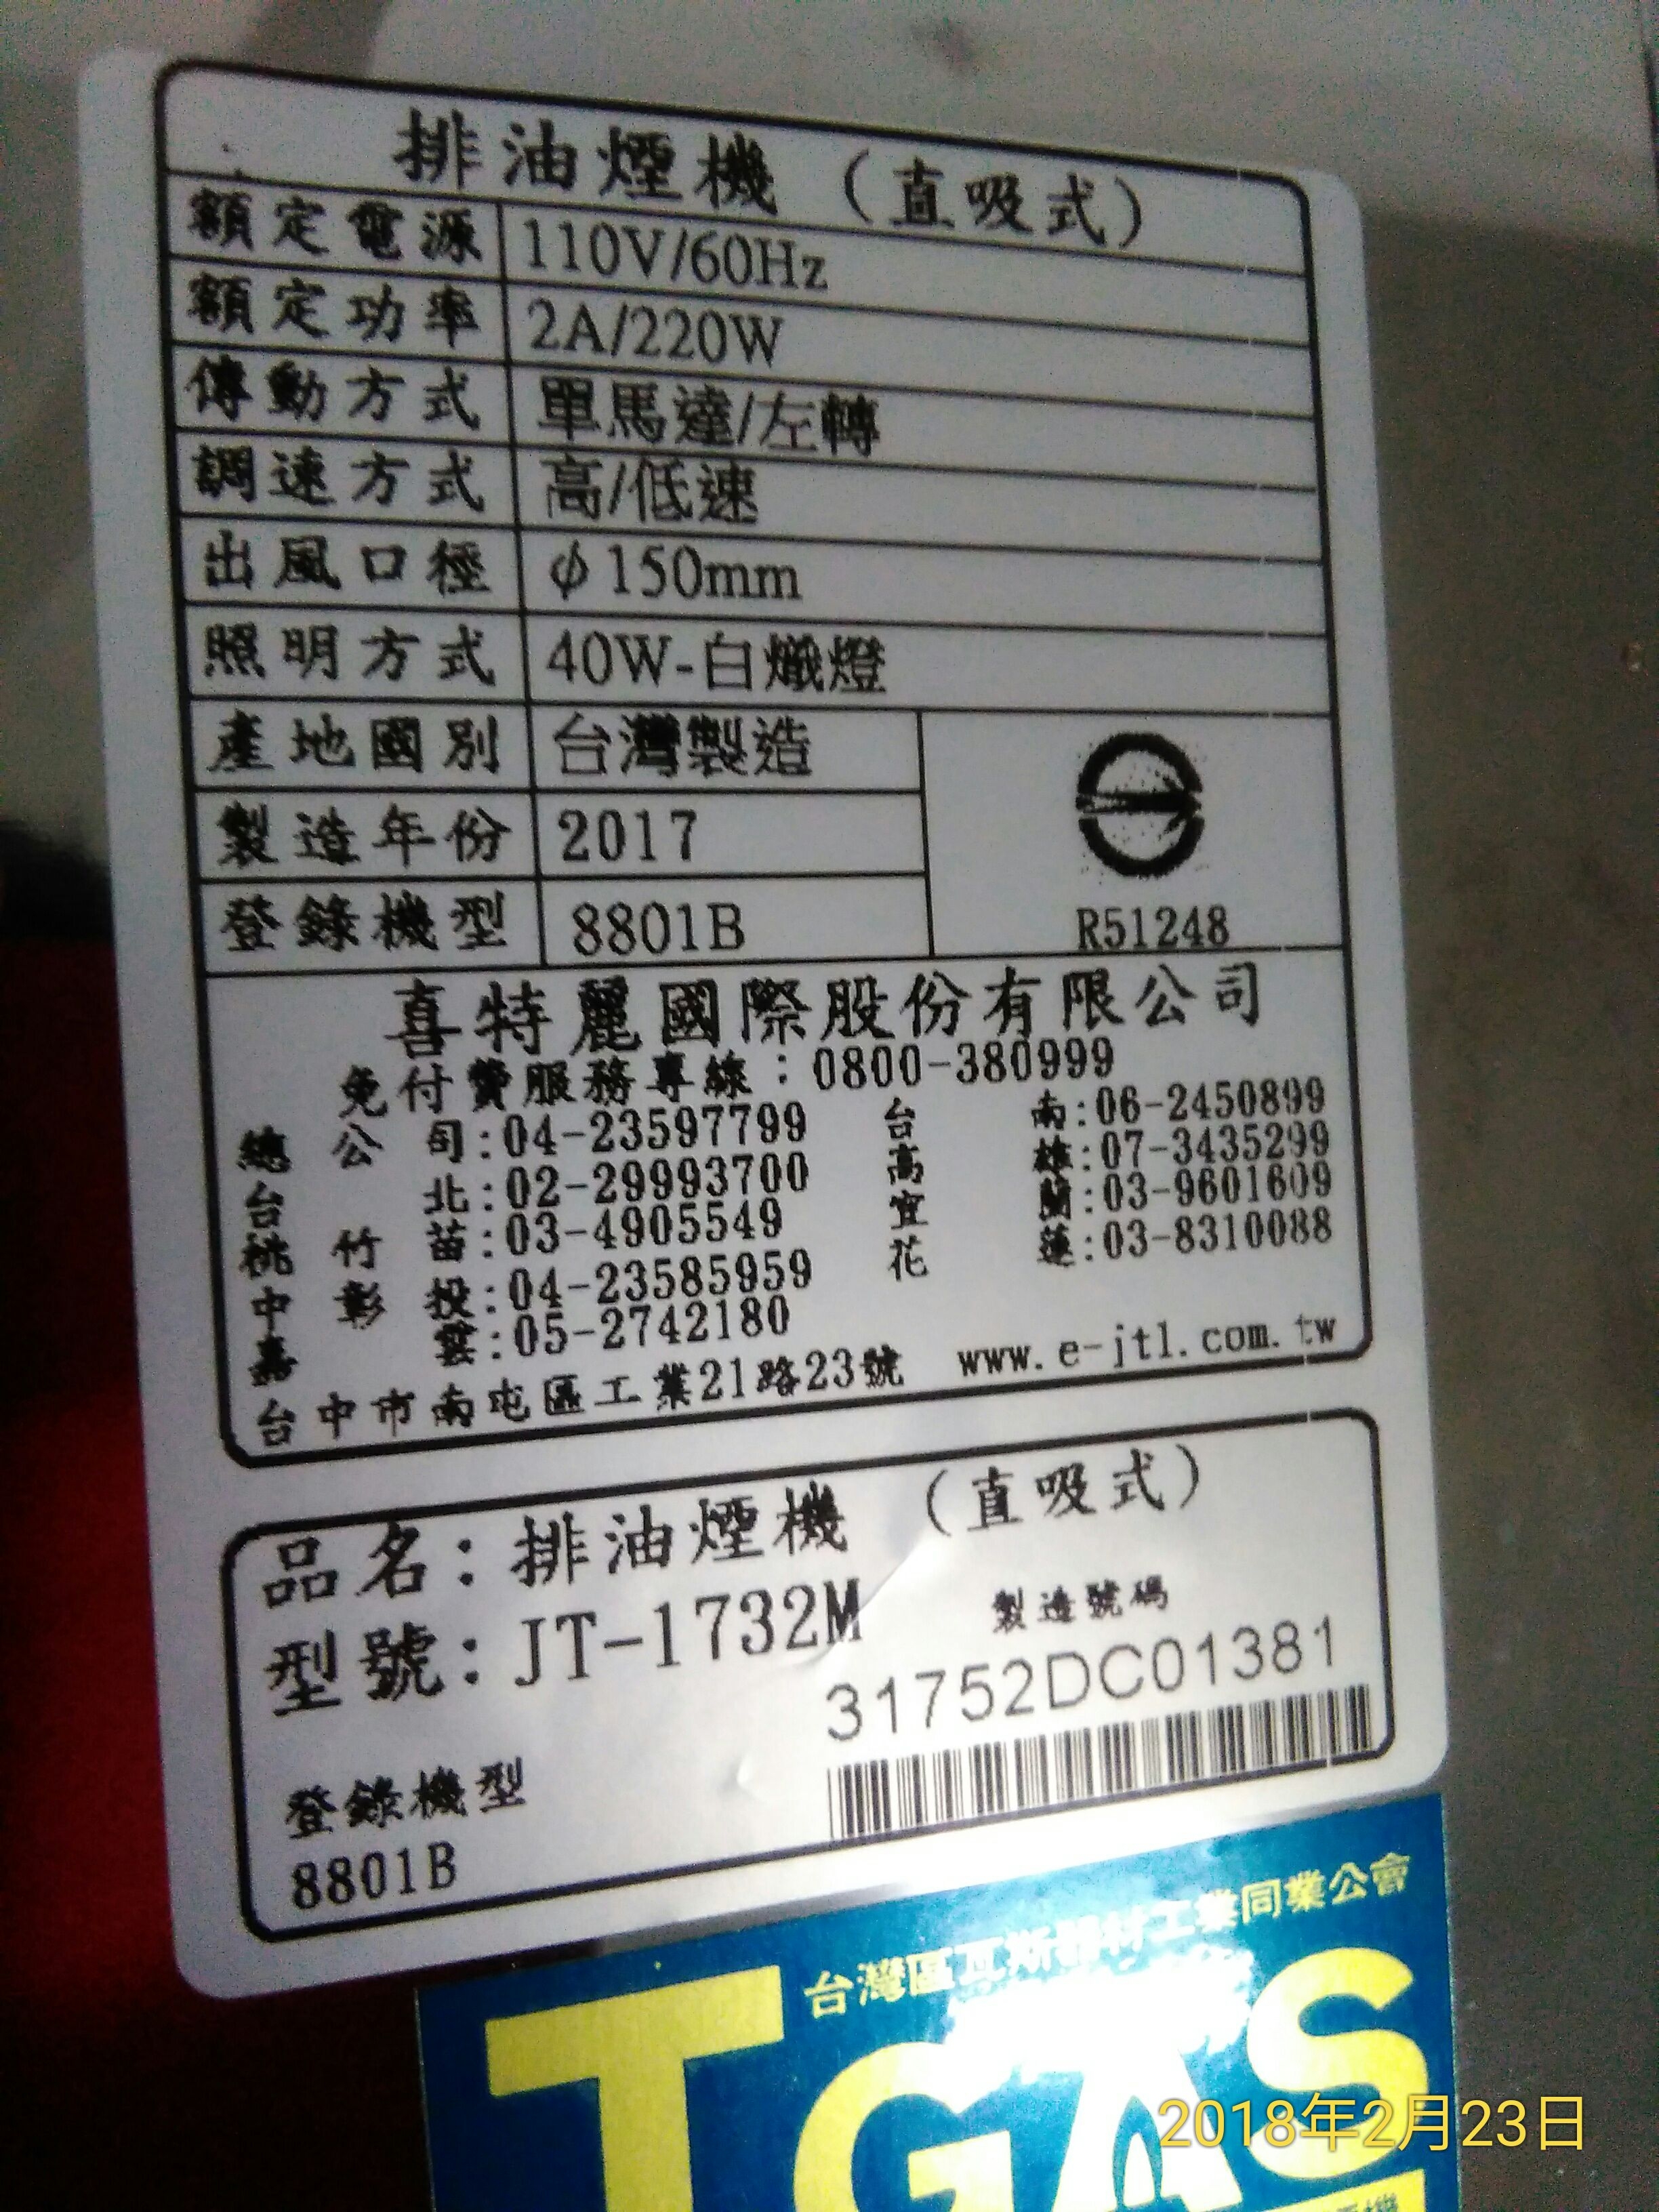 排油煙機（直吸式）
額定電源 110V/60Hz
額定功率 2A/220W
傳動方式 單馬達/左轉
調速方式 高/低速
出風口徑 φ150mm
照明方式 40W-白熾燈
產地國別 台灣製造
製造年份 2017
登錄機型 8801B
R51248
喜特麗國際股份有限公司
免付費服務專線：0800-380999
總公司:04-23597799
台北:02-29993700
桃竹苗:03-4905549
中彰投:04-23585959
嘉雲:05-2742180
台南:06-2450899
高雄:07-3435299
宜蘭:03-9601609
花蓮:03-8310088
台中市南屯區工業21路23號 www.e-jtl.com.tw
品名：排油煙機（直吸式）
型號：JT-1732M
製造號碼
31752DC01381
登錄機型
8801B
台灣區瓦斯器材工業同業公會
TGAS
2018年2月23日